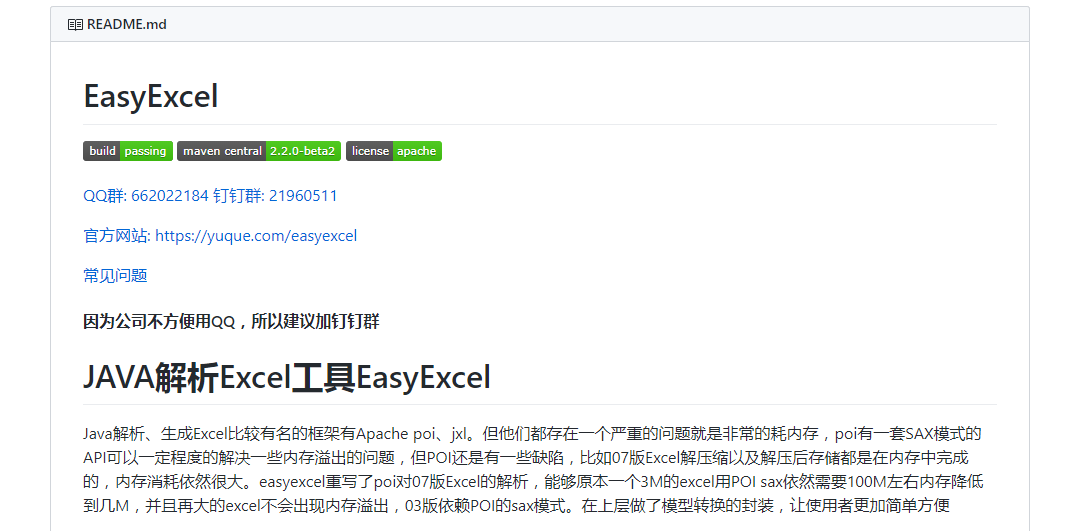 README.md
EasyExcel
build passing maven central 2.2.0-beta2 license apache
QQ群: 662022184 钉钉群: 21960511
官方网站: https://yuque.com/easyexcel
常见问题
因为公司不方便用QQ，所以建议加钉钉群
JAVA解析Excel工具EasyExcel
Java解析、生成Excel比较有名的框架有Apache poi、jxl。但他们都存在一个严重的问题就是非常的耗内存，poi有一套SAX模式的
API可以一定程度的解决一些内存溢出的问题，但POI还是有一些缺陷，比如07版Excel解压缩以及解压后存储都是在内存中完成
的，内存消耗依然很大。easyexcel重写了poi对07版Excel的解析，能够原本一个3M的excel用POI sax依然需要100M左右内存降低
到几M，并且再大的excel不会出现内存溢出，03版依赖POI的sax模式。在上层做了模型转换的封装，让使用者更加简单方便